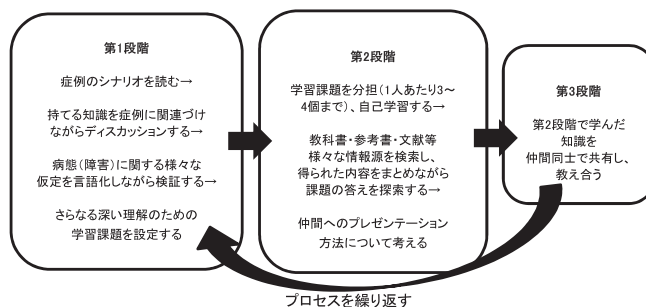 第1段階
症例のシナリオを読む→
持てる知識を症例に関連づけ
ながらディスカッションする→
病態(障害)に関する様々な
仮定を言語化しながら検証する→
さらなる深い理解のための
学習課題を設定する
第2段階
学習課題を分担(1人あたり3~
4個まで)、自己学習する→
教科書・参考書・文献等
様々な情報源を検索し、
得られた内容をまとめながら
課題の答えを探索する→
仲間へのプレゼンテーション
方法について考える
第3段階
第2段階で学んだ
知識を
仲間同士で共有し、
教え合う
プロセスを繰り返す